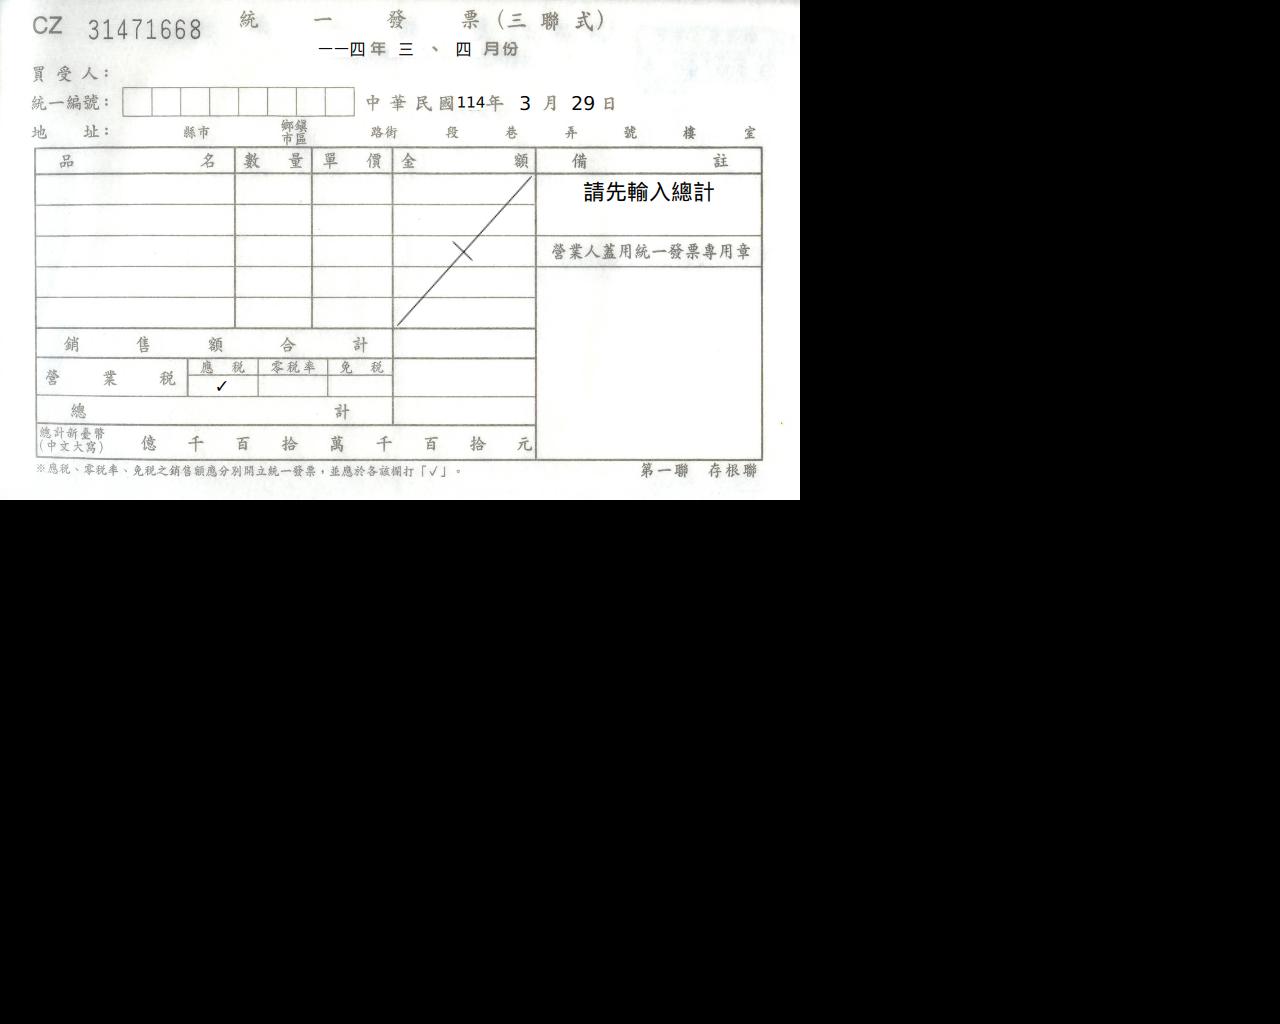 CZ 31471668 統一發票(三聯式)
一一四年 三 、 四 月份
買受人：
統一編號： 中華民國114年 3 月 29 日
地址： 縣市 鄉鎮市區 路街 段 巷 弄 號 樓 室
品名 數量 單價 金額 備註
請先輸入總計
營業人蓋用統一發票專用章
銷售額合計
營業稅 應稅 零稅率 免稅
✓
總計
總計新臺幣
(中文大寫) 億 千 百 拾 萬 千 百 拾 元
※應稅、零稅率、免稅之銷售額應分別開立統一發票，並應於各該欄打「✓」。 第一聯 存根聯